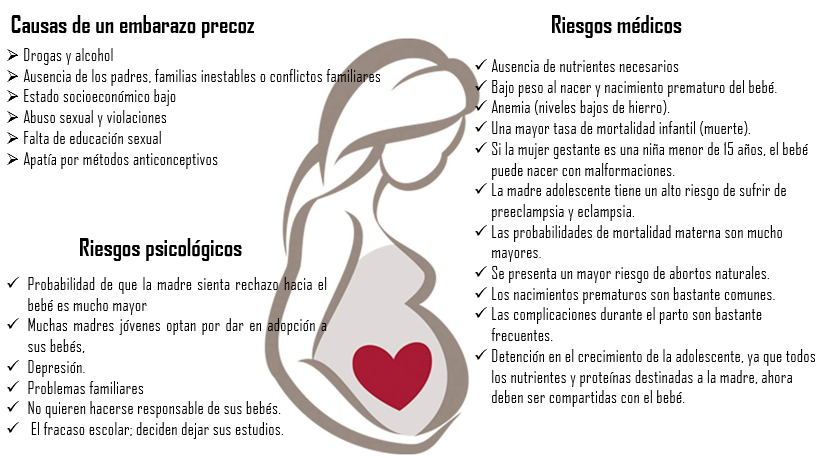 Causas de un embarazo precoz
Drogas y alcohol
Ausencia de los padres, familias inestables o conflictos familiares
Estado socioeconómico bajo
Abuso sexual y violaciones
Falta de educación sexual
Apatía por métodos anticonceptivos
Riesgos psicológicos
Probabilidad de que la madre sienta rechazo hacia el
bebé es mucho mayor
Muchas madres jóvenes optan por dar en adopción a
sus bebés,
Depresión.
Problemas familiares
No quieren hacerse responsable de sus bebés.
El fracaso escolar; deciden dejar sus estudios.
Riesgos médicos
Ausencia de nutrientes necesarios
Bajo peso al nacer y nacimiento prematuro del bebé.
Anemia (niveles bajos de hierro).
Una mayor tasa de mortalidad infantil (muerte).
Si la mujer gestante es una niña menor de 15 años, el bebé
puede nacer con malformaciones.
La madre adolescente tiene un alto riesgo de sufrir de
preeclampsia y eclampsia.
Las probabilidades de mortalidad materna son mucho
mayores.
Se presenta un mayor riesgo de abortos naturales.
Los nacimientos prematuros son bastante comunes.
Las complicaciones durante el parto son bastante
frecuentes.
Detención en el crecimiento de la adolescente, ya que todos
los nutrientes y proteínas destinadas a la madre, ahora
deben ser compartidas con el bebé.